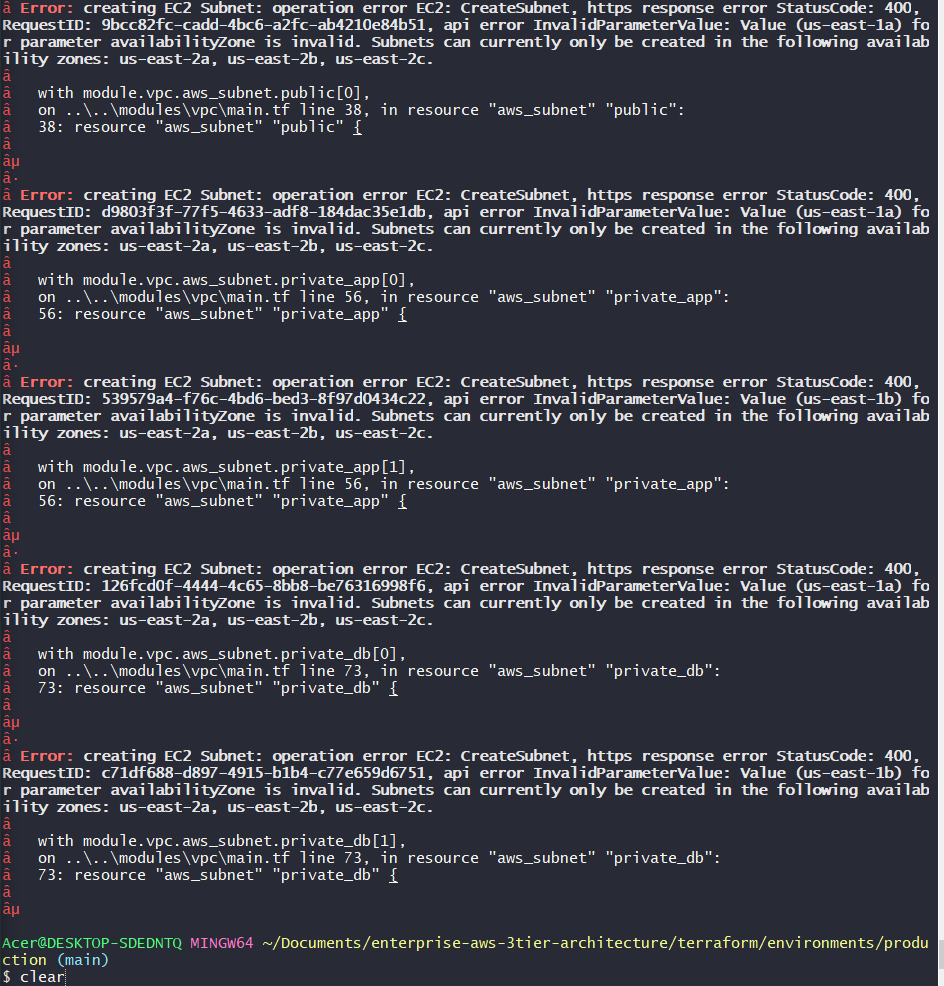 â Error: creating EC2 Subnet: operation error EC2: CreateSubnet, https response error StatusCode: 400,
RequestID: 9bcc82fc-cadd-4bc6-a2fc-ab4210e84b51, api error InvalidParameterValue: Value (us-east-1a) fo
r parameter availabilityZone is invalid. Subnets can currently only be created in the following availab
ility zones: us-east-2a, us-east-2b, us-east-2c.
â
â   with module.vpc.aws_subnet.public[0],
â   on ..\..\modules\vpc\main.tf line 38, in resource "aws_subnet" "public":
â   38: resource "aws_subnet" "public" {
â
âµ
â·
â Error: creating EC2 Subnet: operation error EC2: CreateSubnet, https response error StatusCode: 400,
RequestID: d9803f3f-77f5-4633-adf8-184dac35e1db, api error InvalidParameterValue: Value (us-east-1a) fo
r parameter availabilityZone is invalid. Subnets can currently only be created in the following availab
ility zones: us-east-2a, us-east-2b, us-east-2c.
â
â   with module.vpc.aws_subnet.private_app[0],
â   on ..\..\modules\vpc\main.tf line 56, in resource "aws_subnet" "private_app":
â   56: resource "aws_subnet" "private_app" {
â
âµ
â·
â Error: creating EC2 Subnet: operation error EC2: CreateSubnet, https response error StatusCode: 400,
RequestID: 539579a4-f76c-4bd6-bed3-8f97d0434c22, api error InvalidParameterValue: Value (us-east-1b) fo
r parameter availabilityZone is invalid. Subnets can currently only be created in the following availab
ility zones: us-east-2a, us-east-2b, us-east-2c.
â
â   with module.vpc.aws_subnet.private_app[1],
â   on ..\..\modules\vpc\main.tf line 56, in resource "aws_subnet" "private_app":
â   56: resource "aws_subnet" "private_app" {
â
âµ
â·
â Error: creating EC2 Subnet: operation error EC2: CreateSubnet, https response error StatusCode: 400,
RequestID: 126fcd0f-4444-4c65-8bb8-be76316998f6, api error InvalidParameterValue: Value (us-east-1a) fo
r parameter availabilityZone is invalid. Subnets can currently only be created in the following availab
ility zones: us-east-2a, us-east-2b, us-east-2c.
â
â   with module.vpc.aws_subnet.private_db[0],
â   on ..\..\modules\vpc\main.tf line 73, in resource "aws_subnet" "private_db":
â   73: resource "aws_subnet" "private_db" {
â
âµ
â·
â Error: creating EC2 Subnet: operation error EC2: CreateSubnet, https response error StatusCode: 400,
RequestID: c71df688-d897-4915-b1b4-c77e659d6751, api error InvalidParameterValue: Value (us-east-1b) fo
r parameter availabilityZone is invalid. Subnets can currently only be created in the following availab
ility zones: us-east-2a, us-east-2b, us-east-2c.
â
â   with module.vpc.aws_subnet.private_db[1],
â   on ..\..\modules\vpc\main.tf line 73, in resource "aws_subnet" "private_db":
â   73: resource "aws_subnet" "private_db" {
â
âµ
Acer@DESKTOP-SDEDNTQ MINGW64 ~/Documents/enterprise-aws-3tier-architecture/terraform/environments/produ
ction (main)
$ clear